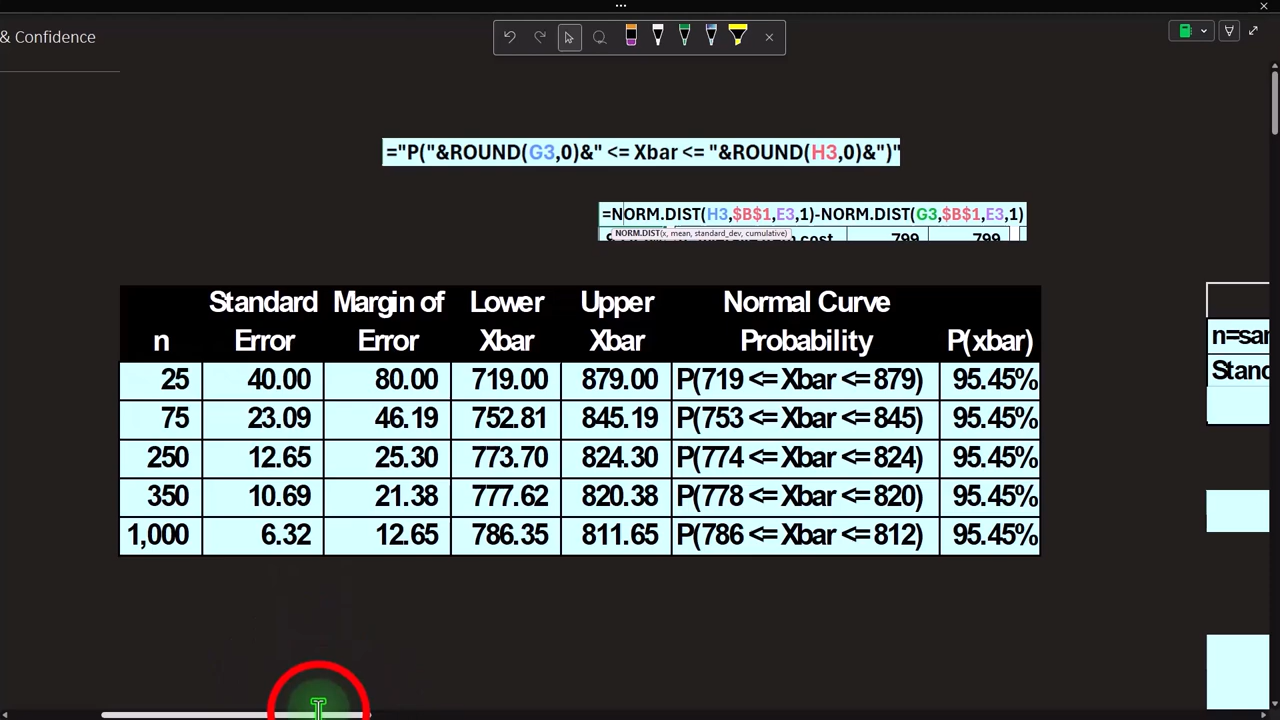 & Confidence
="P("&ROUND(G3,0)&" <= Xbar <= "&ROUND(H3,0)&")"
=NORM.DIST(H3,$B$1,E3,1)-NORM.DIST(G3,$B$1,E3,1)
NORM.DIST(x, mean, standard_dev, cumulative)
cost 799 799
n Standard Error Margin of Error Lower Xbar Upper Xbar Normal Curve Probability P(xbar)
25 40.00 80.00 719.00 879.00 P(719 <= Xbar <=879) 95.45%
75 23.09 46.19 752.81 845.19 P(753 <= Xbar <=845) 95.45%
250 12.65 25.30 773.70 824.30 P(774 <= Xbar <=824) 95.45%
350 10.69 21.38 777.62 820.38 P(778 <= Xbar <=820) 95.45%
1,000 6.32 12.65 786.35 811.65 P(786 <= Xbar <=812) 95.45%
n=sar
Stanc